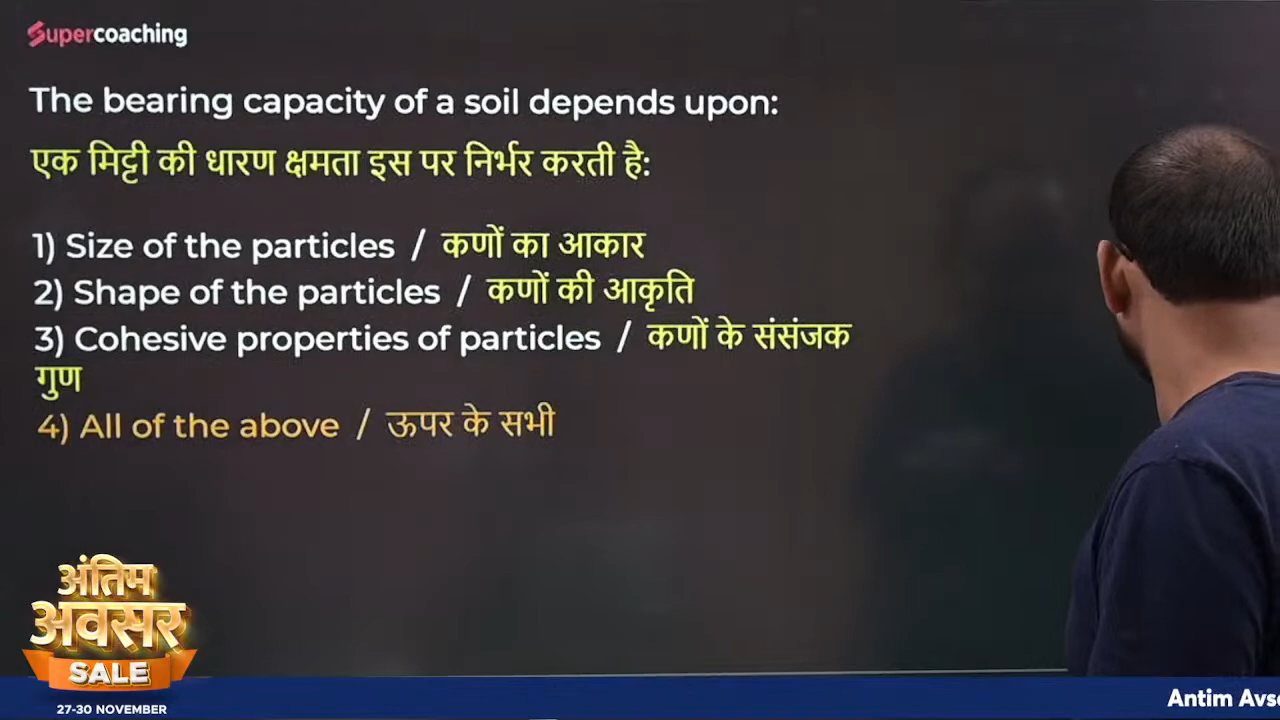 Supercoaching
The bearing capacity of a soil depends upon:
एक मिट्टी की धारण क्षमता इस पर निर्भर करती है:
1) Size of the particles / कणों का आकार
2) Shape of the particles / कणों की आकृति
3) Cohesive properties of particles / कणों के संसंजक
गुण
4) All of the above / ऊपर के सभी
अंतिम
अवसर
SALE
27-30 NOVEMBER
Antim Avs